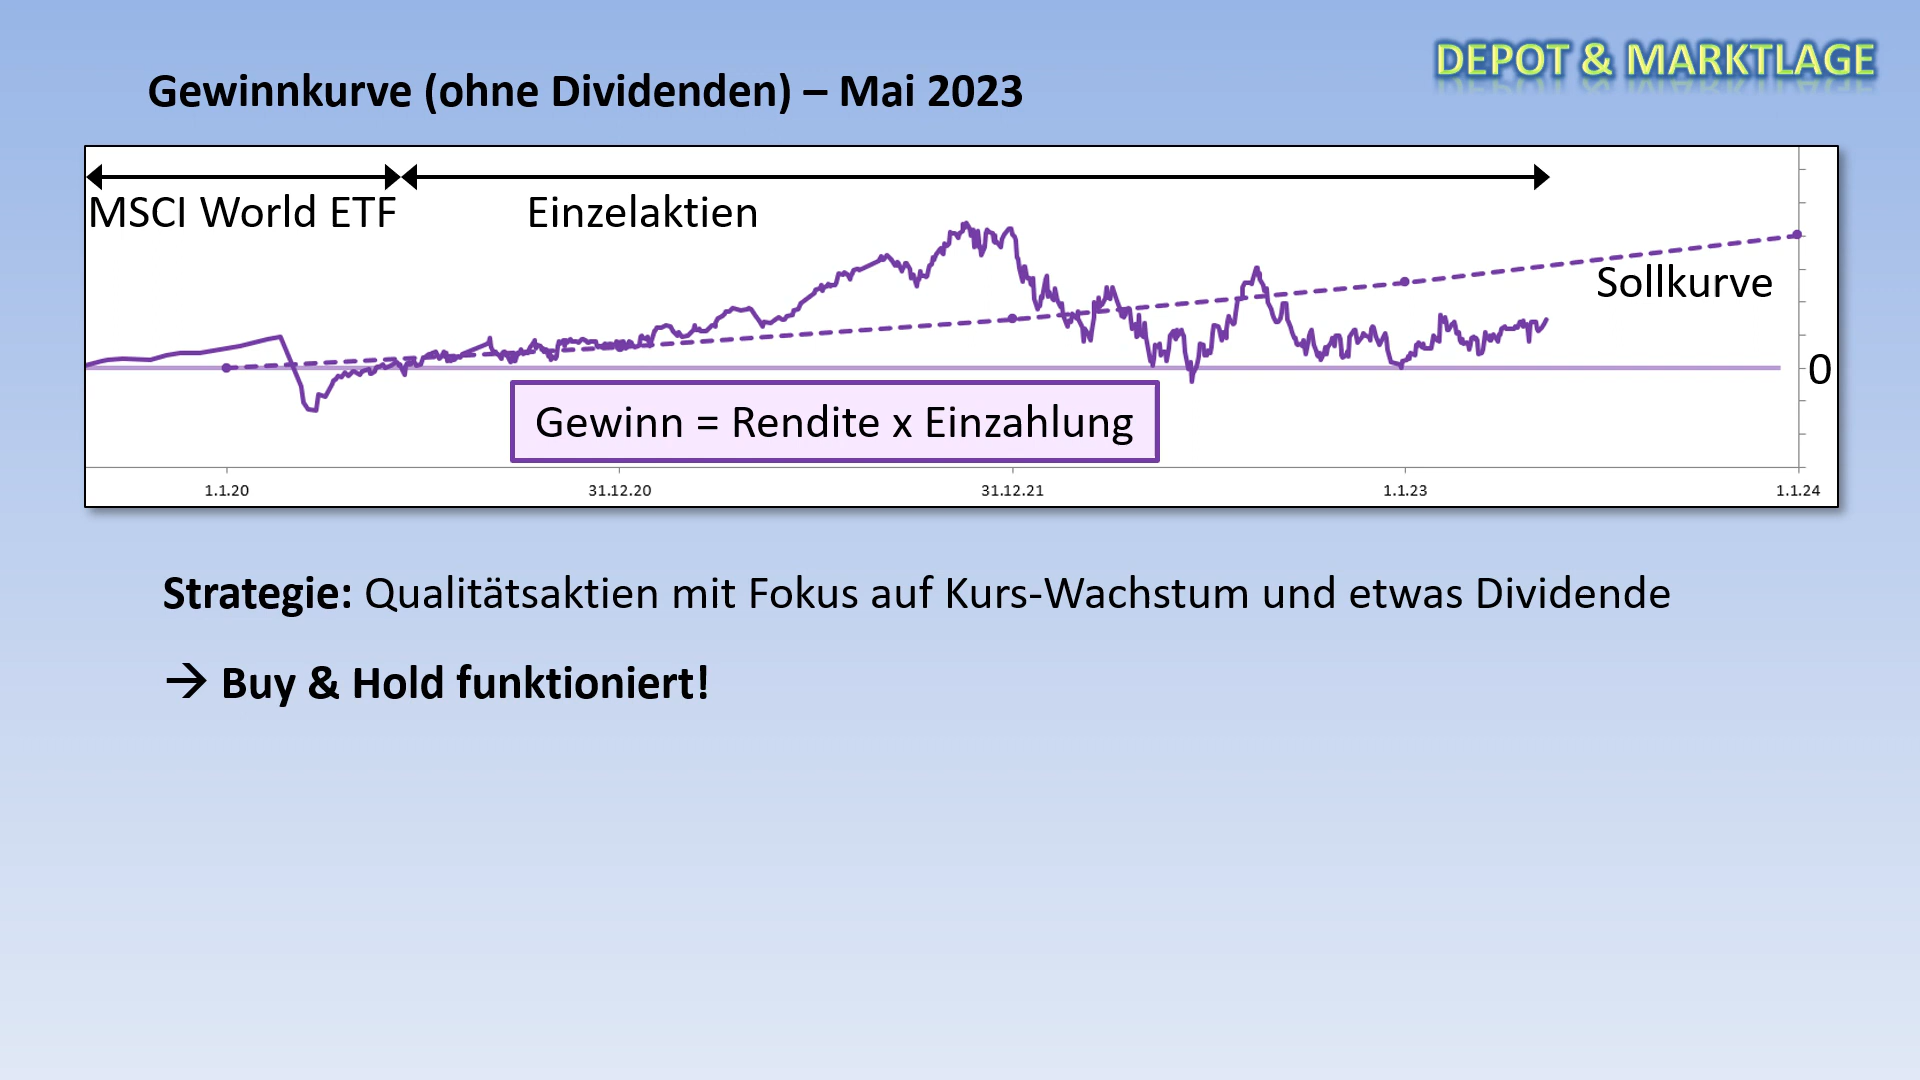 DEPOT & MARKTLAGE
Gewinnkurve (ohne Dividenden) – Mai 2023
MSCI World ETF
Einzelaktien
Sollkurve
0
Gewinn = Rendite x Einzahlung
1.1.20
31.12.20
31.12.21
1.1.23
1.1.24
Strategie: Qualitätsaktien mit Fokus auf Kurs-Wachstum und etwas Dividende
→ Buy & Hold funktioniert!